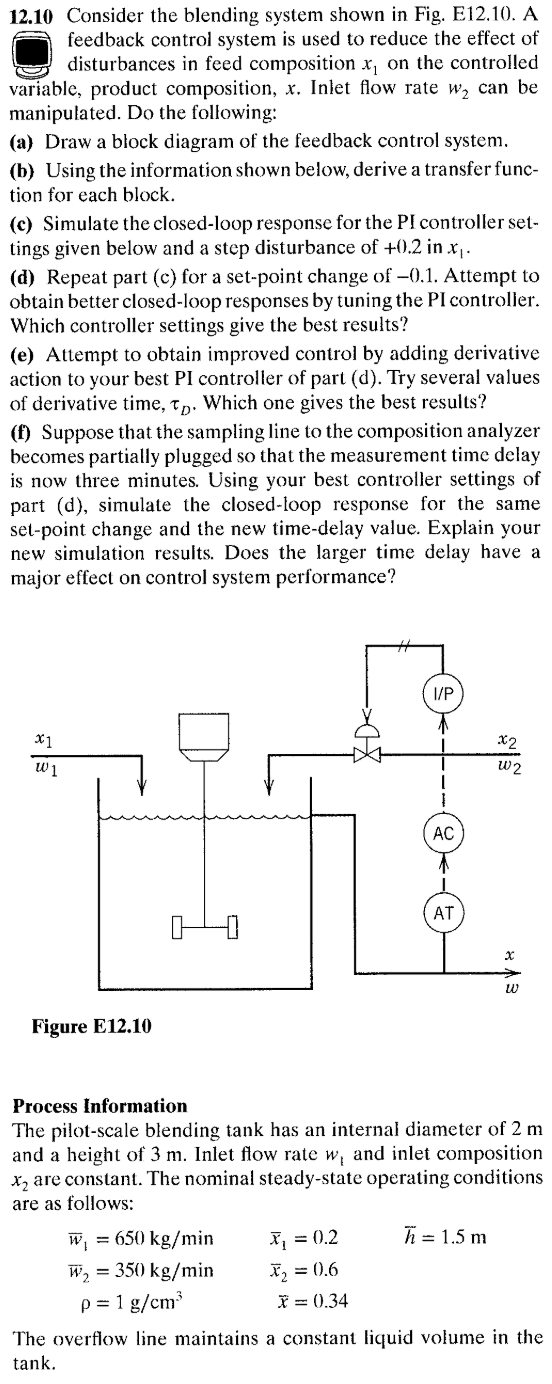 12.10 Consider the blending system shown in Fig. E12.10. A
feedback control system is used to reduce the effect of
disturbances in feed composition x₁ on the controlled
variable, product composition, x. Inlet flow rate w₂ can be
manipulated. Do the following:
(a) Draw a block diagram of the feedback control system.
(b) Using the information shown below, derive a transfer func-
tion for each block.
(c) Simulate the closed-loop response for the PI controller set-
tings given below and a step disturbance of +0.2 in x₁.
(d) Repeat part (c) for a set-point change of −0.1. Attempt to
obtain better closed-loop responses by tuning the PI controller.
Which controller settings give the best results?
(e) Attempt to obtain improved control by adding derivative
action to your best PI controller of part (d). Try several values
of derivative time, τ_D. Which one gives the best results?
(f) Suppose that the sampling line to the composition analyzer
becomes partially plugged so that the measurement time delay
is now three minutes. Using your best controller settings of
part (d), simulate the closed-loop response for the same
set-point change and the new time-delay value. Explain your
new simulation results. Does the larger time delay have a
major effect on control system performance?
I/P
x₁
w₁
x₂
w₂
AC
AT
x
w
Figure E12.10
Process Information
The pilot-scale blending tank has an internal diameter of 2 m
and a height of 3 m. Inlet flow rate w₁ and inlet composition
x₂ are constant. The nominal steady-state operating conditions
are as follows:
w̄₁ = 650 kg/min x̄₁ = 0.2 h̄ = 1.5 m
w̄₂ = 350 kg/min x̄₂ = 0.6
ρ = 1 g/cm³ x̄ = 0.34
The overflow line maintains a constant liquid volume in the
tank.